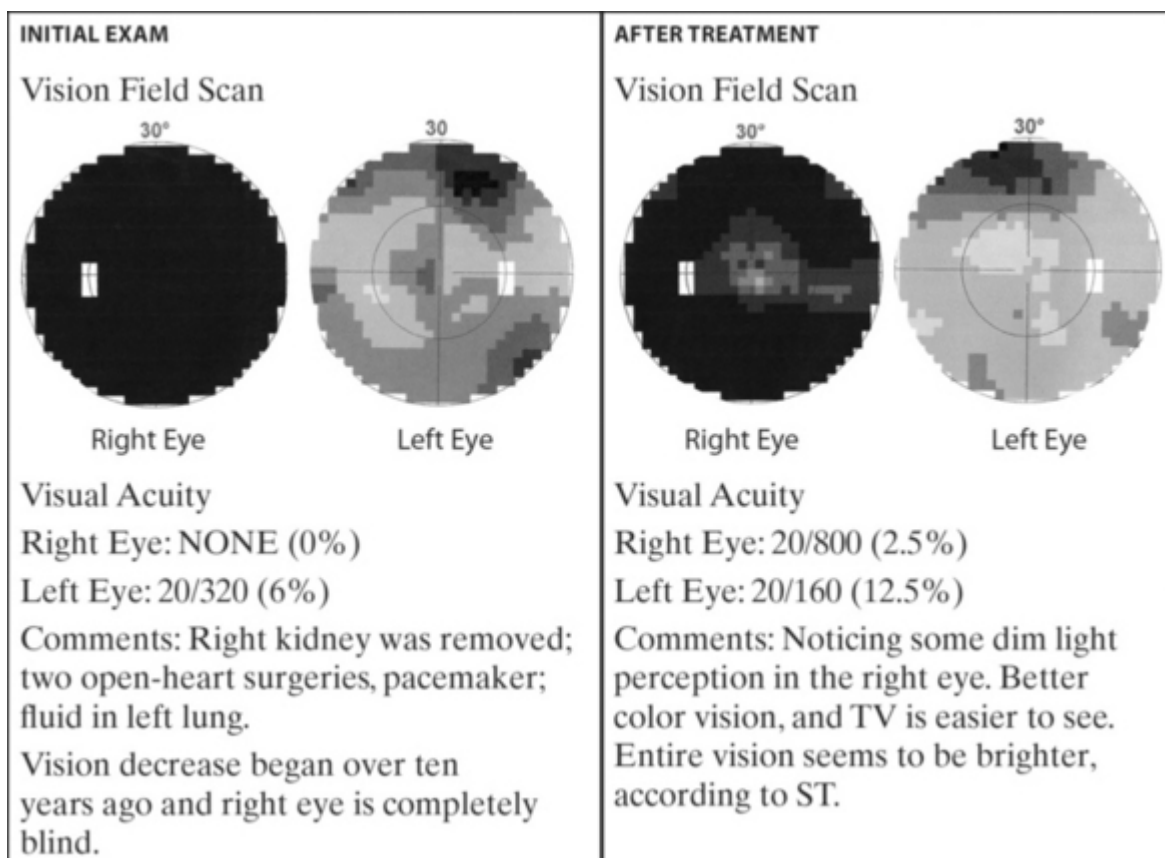 INITIAL EXAM
Vision Field Scan
30°
30
Right Eye
Left Eye
Visual Acuity
Right Eye: NONE (0%)
Left Eye: 20/320 (6%)
Comments: Right kidney was removed;
two open-heart surgeries, pacemaker;
fluid in left lung.
Vision decrease began over ten
years ago and right eye is completely
blind.
AFTER TREATMENT
Vision Field Scan
30°
30°
Right Eye
Left Eye
Visual Acuity
Right Eye: 20/800 (2.5%)
Left Eye: 20/160 (12.5%)
Comments: Noticing some dim light
perception in the right eye. Better
color vision, and TV is easier to see.
Entire vision seems to be brighter,
according to ST.